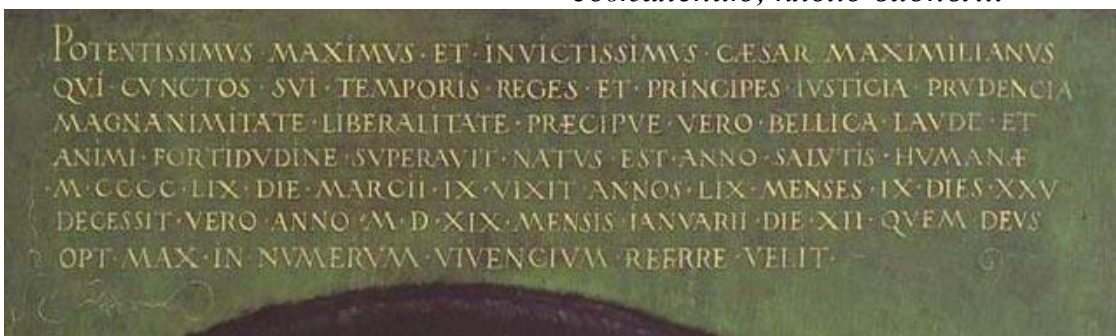 POTENTISSIMVS MAXIMVS · ET · INVICTISSIMVS · CÆSAR MAXIMILIANVS
QVI · CVNCTOS · SVI · TEMPORIS · REGES · ET · PRINCIPES · IVSTICIA · PRVDENCIA
MAGNANIMITATE · LIBERALITATE · PRÆCIPVE · VERO · BELLICA · LAVDE · ET
ANIMI · FORTIDVDINE · SVPERAVIT · NATVS · EST · ANNO · SALVTIS · HVMANÆ
· M · CCCC · LIX · DIE · MARCII · IX · VIXIT · ANNOS · LIX · MENSES · IX · DIES · XXV
DECESSIT · VERO · ANNO · M · D · XIX · MENSIS · IANVARII · DIE · XII · QVEM · DEVS
OPT · MAX · IN · NVMERVM · VIVENCIVM · REFRRE · VELIT ·